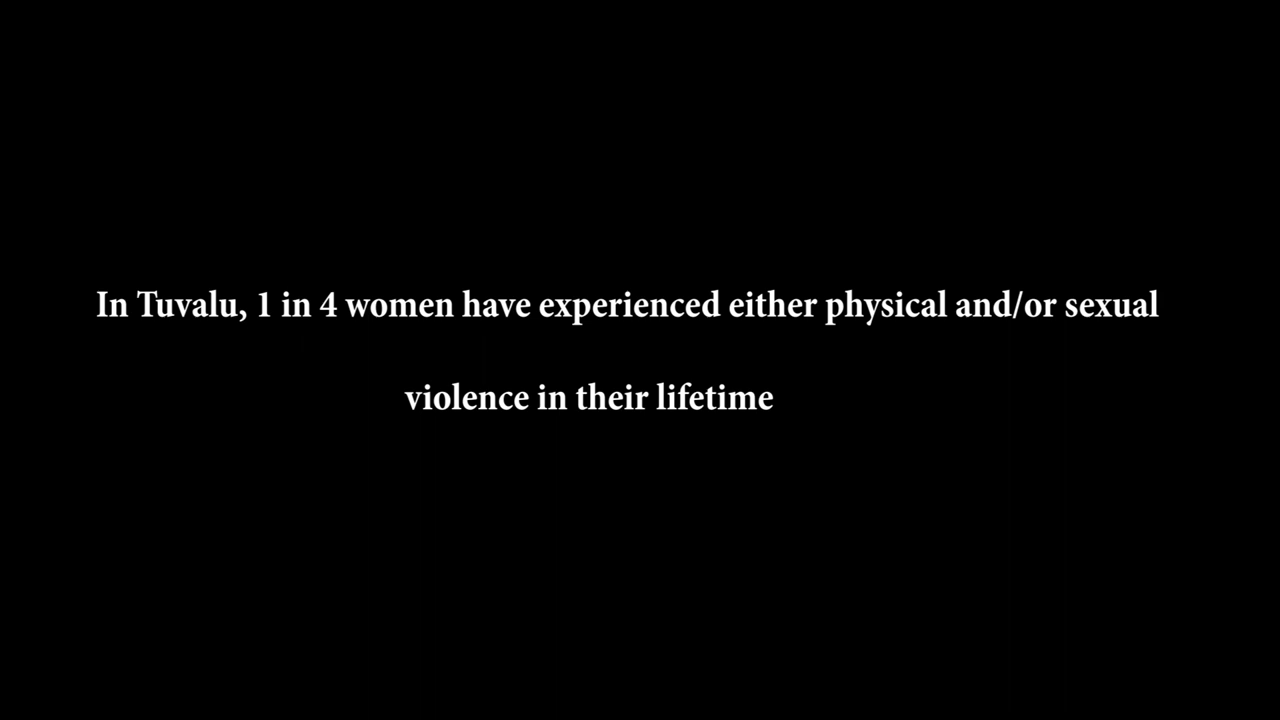 In Tuvalu, 1 in 4 women have experienced either physical and/or sexual
violence in their lifetime